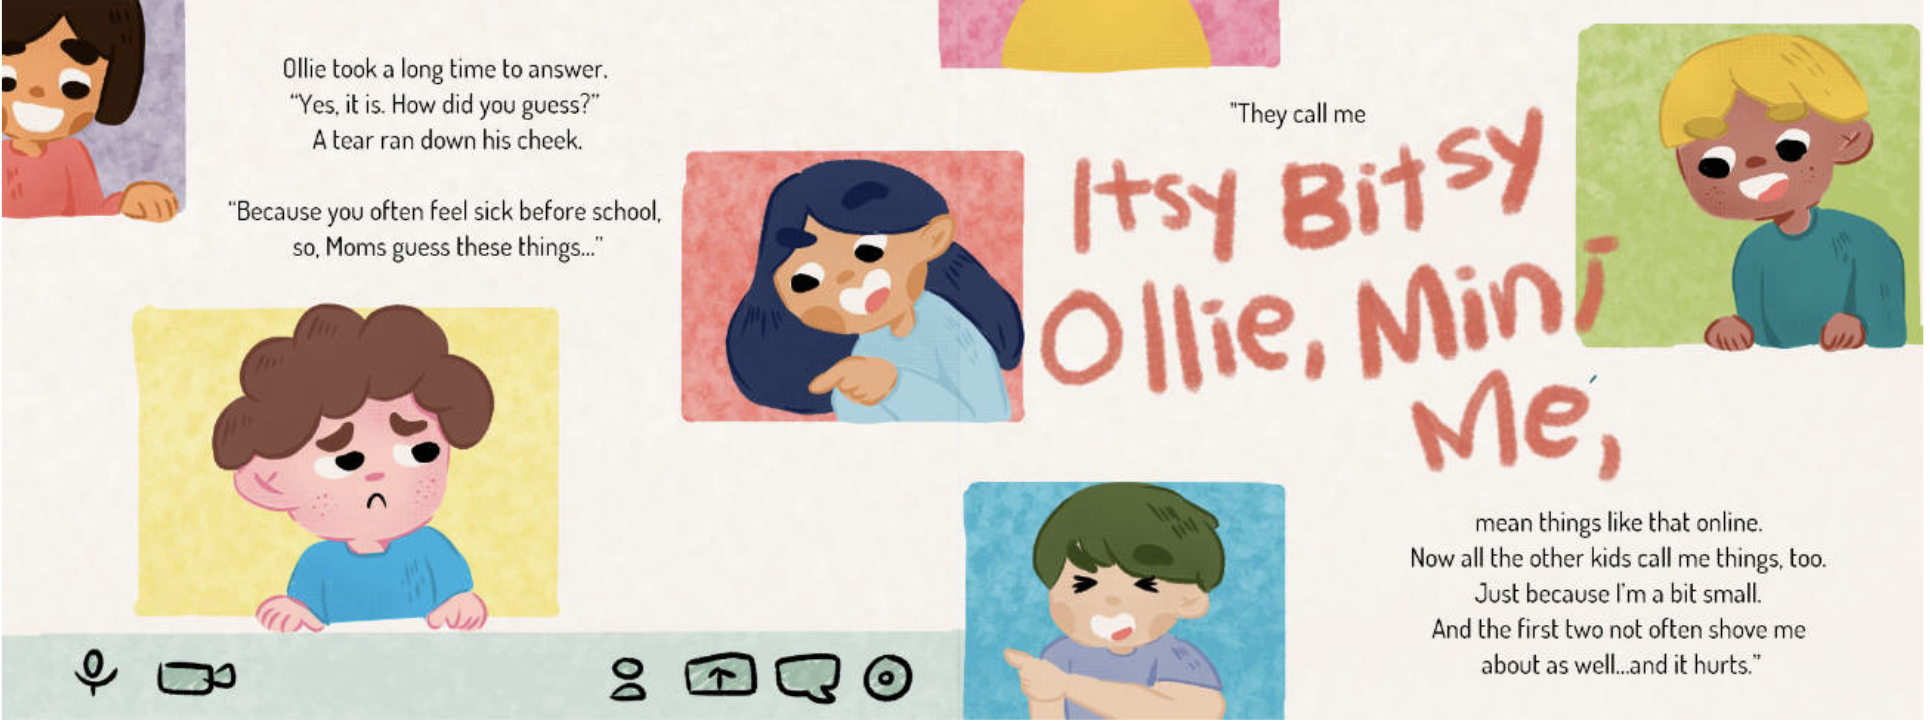 Ollie took a long time to answer.
“Yes, it is. How did you guess?”
A tear ran down his cheek.
“Because you often feel sick before school,
so, Moms guess these things...”
"They call me
Itsy Bitsy
Ollie, Mini
Me,
mean things like that online.
Now all the other kids call me things, too.
Just because I'm a bit small.
And the first two not often shove me
about as well...and it hurts.”